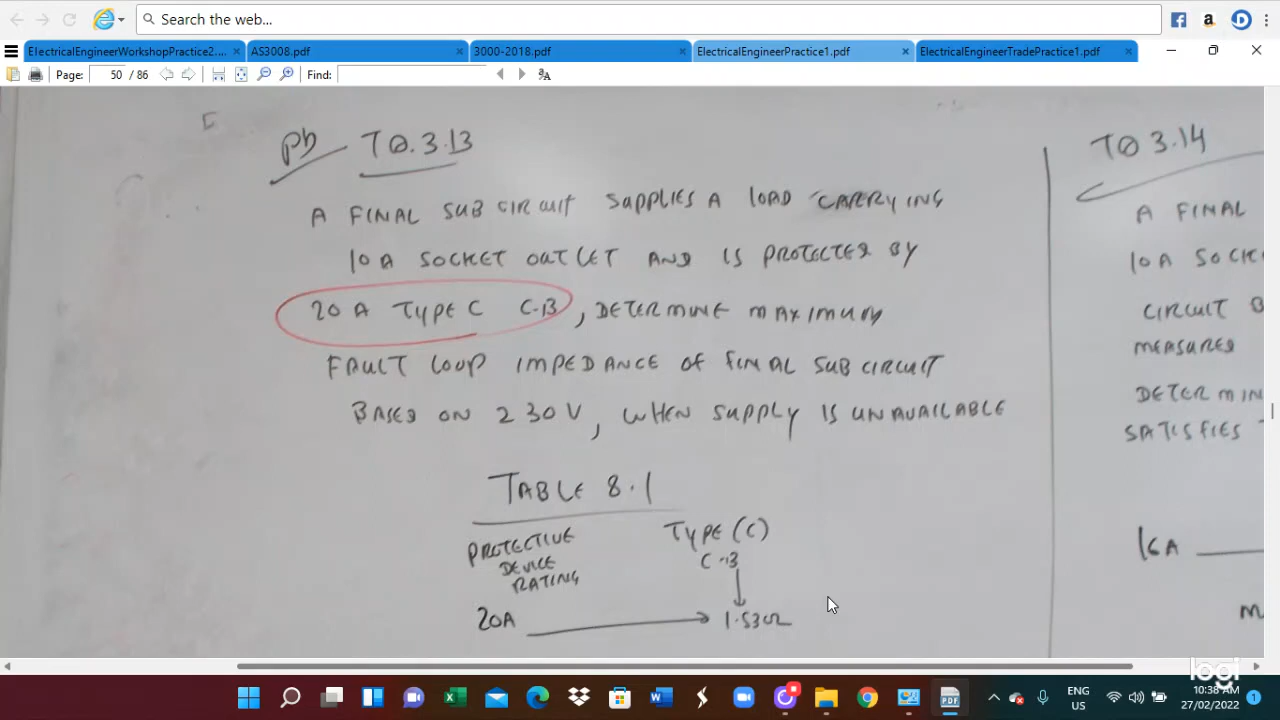 Search the web...
ElectricalEngineerWorkshopPractice2....
AS3008.pdf
3000-2018.pdf
ElectricalEngineerPractice1.pdf
ElectricalEngineerTradePractice1.pdf
Page: 50 / 86
Find:
Pb TQ.3.13
A FINAL SUB CIRCUIT SUPPLIES A LOAD CARRYING
10 A SOCKET OUTLET AND IS PROTECTED BY
20 A TYPE C C.B, DETERMINE MAXIMUM
FAULT LOOP IMPEDANCE OF FINAL SUB CIRCUIT
BASED ON 230V, WHEN SUPPLY IS UNAVAILABLE
TABLE 8.1
PROTECTIVE
DEVICE
RATING
TYPE (C)
C.B
20A
1.53Ω
TQ 3.14
A FINAL
10A SOCK
CIRCUIT B
MEASURES
DETERMIN
SATISFIES
16A
M
ENG
US
10:38 AM
27/02/2022
1